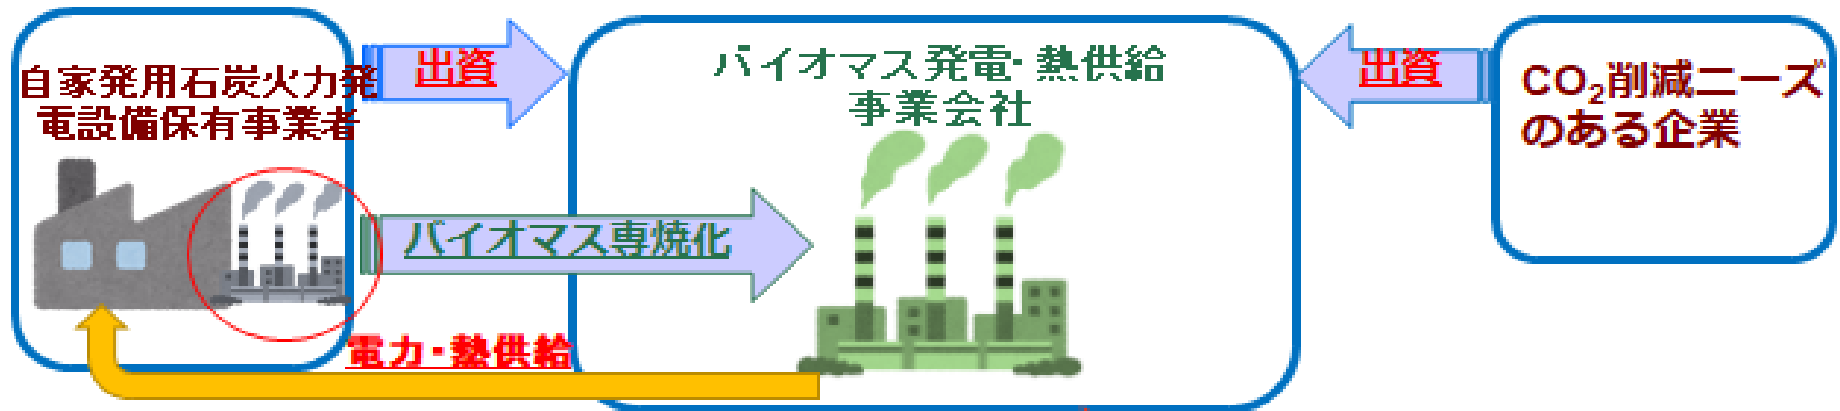 自家発用石炭火力発
電設備保有事業者
出資
バイオマス発電・熱供給
事業会社
出資
CO₂削減ニーズ
のある企業
バイオマス専焼化
電力・熱供給